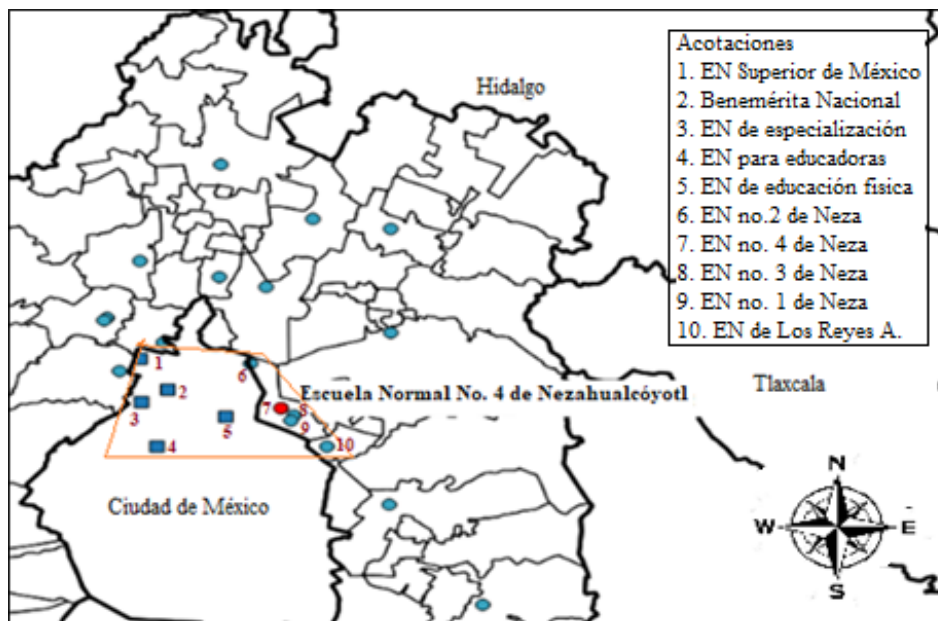 Acotaciones
1. EN Superior de México
2. Benemérita Nacional
3. EN de especialización
4. EN para educadoras
5. EN de educación física
6. EN no.2 de Neza
7. EN no. 4 de Neza
8. EN no. 3 de Neza
9. EN no. 1 de Neza
10. EN de Los Reyes A.
Hidalgo
Tlaxcala
1
2
3
4
5
6
Escuela Normal No. 4 de Nezahualcóyotl
7
8
9
10
Ciudad de México
N
W
E
S